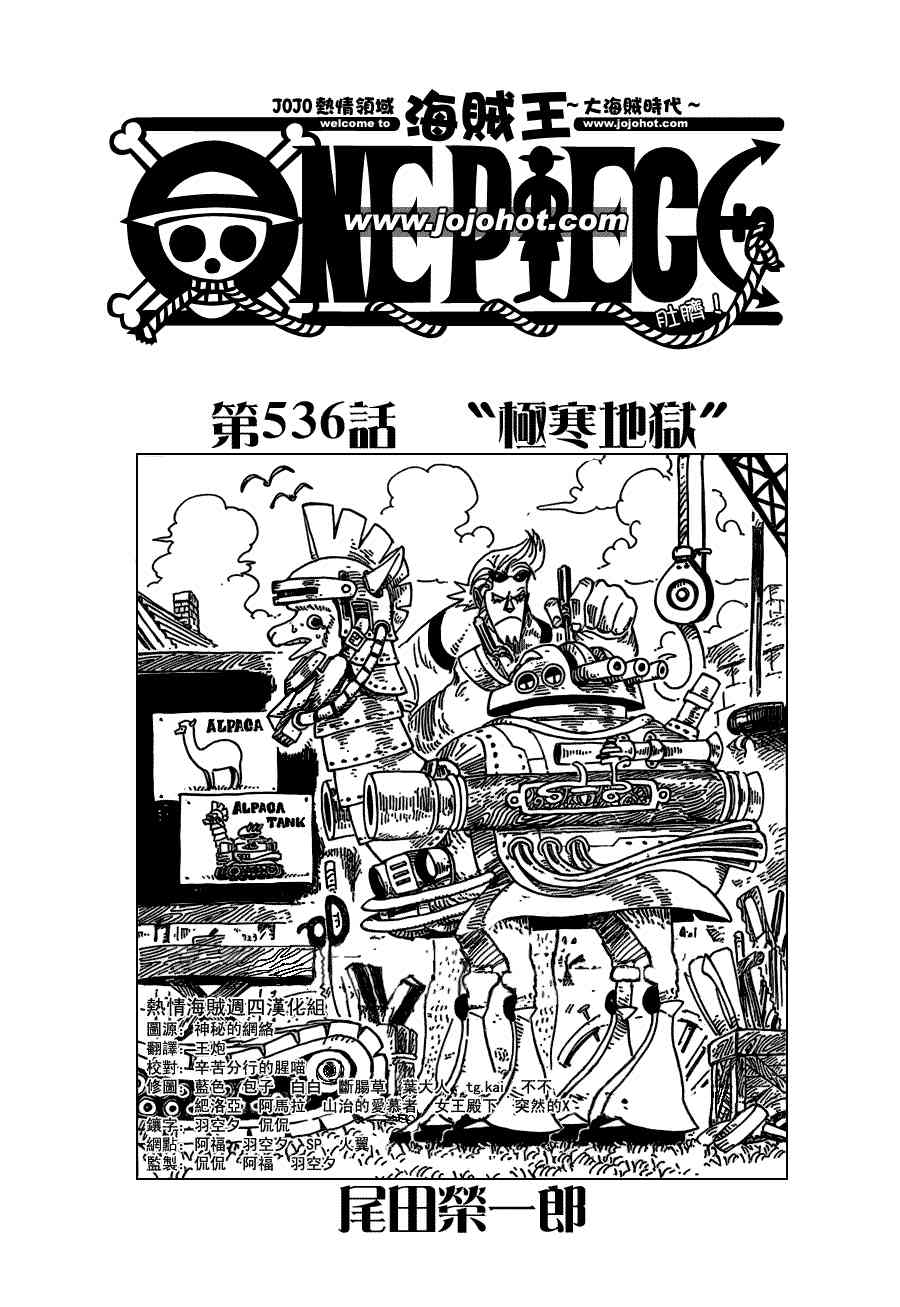 JOJO熱情領域 海賊王 ~大海賊時代~
welcome to www.jojohot.com
ONE PIECE
www.jojohot.com
肚臍！
第536話 〝極寒地獄〞
ALPACA
ALPACA
TANK
熱情海賊週四漢化組
圖源: 神秘的網絡
翻譯: 王炮
校對: 辛苦分行的腥喵
修圖: 藍色 包子 白白 斷腸草 葉大人 tg.kai 不不
紦洛亞 阿馬拉 山治的愛慕者 女王殿下 突然的X
鑲字: 羽空夕 侃侃
網點: 阿福 羽空夕 SP 火翼
監製: 侃侃 阿福 羽空夕
尾田榮一郎